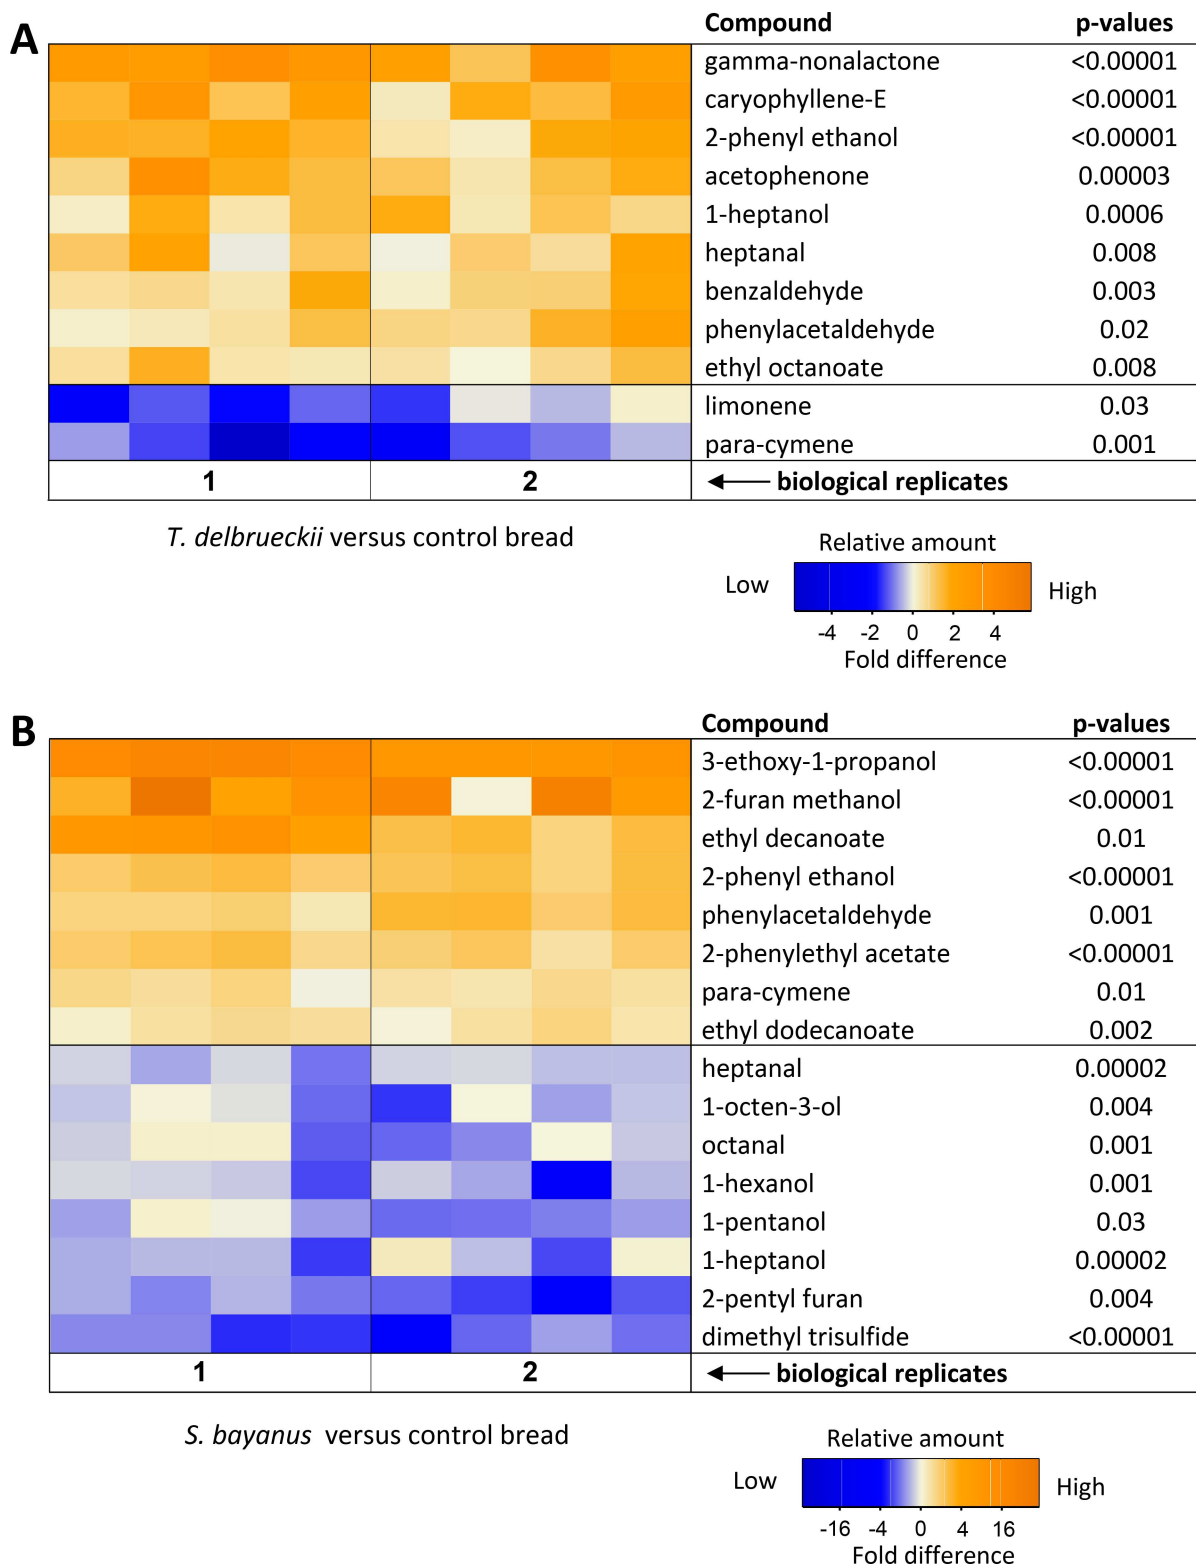 A
Compound p-values
gamma-nonalactone <0.00001
caryophyllene-E <0.00001
2-phenyl ethanol <0.00001
acetophenone 0.00003
1-heptanol 0.0006
heptanal 0.008
benzaldehyde 0.003
phenylacetaldehyde 0.02
ethyl octanoate 0.008
limonene 0.03
para-cymene 0.001
1 2 ← biological replicates
T. delbrueckii versus control bread
Relative amount
Low High
-4 -2 0 2 4
Fold difference
B
Compound p-values
3-ethoxy-1-propanol <0.00001
2-furan methanol <0.00001
ethyl decanoate 0.01
2-phenyl ethanol <0.00001
phenylacetaldehyde 0.001
2-phenylethyl acetate <0.00001
para-cymene 0.01
ethyl dodecanoate 0.002
heptanal 0.00002
1-octen-3-ol 0.004
octanal 0.001
1-hexanol 0.001
1-pentanol 0.03
1-heptanol 0.00002
2-pentyl furan 0.004
dimethyl trisulfide <0.00001
1 2 ← biological replicates
S. bayanus versus control bread
Relative amount
Low High
-16 -4 0 4 16
Fold difference